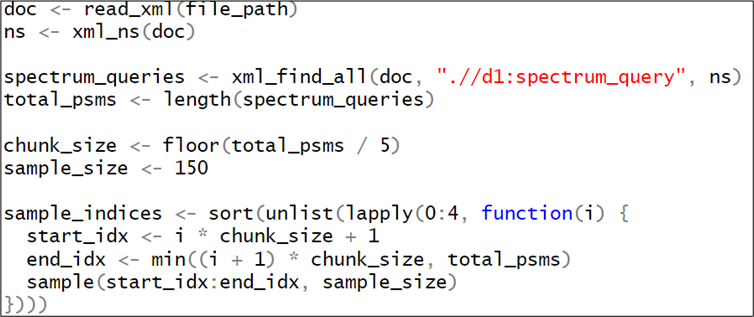 doc <- read_xml(file_path)
ns <- xml_ns(doc)
spectrum_queries <- xml_find_all(doc, ".//d1:spectrum_query", ns)
total_psms <- length(spectrum_queries)
chunk_size <- floor(total_psms / 5)
sample_size <- 150
sample_indices <- sort(unlist(lapply(0:4, function(i) {
  start_idx <- i * chunk_size + 1
  end_idx <- min((i + 1) * chunk_size, total_psms)
  sample(start_idx:end_idx, sample_size)
})))